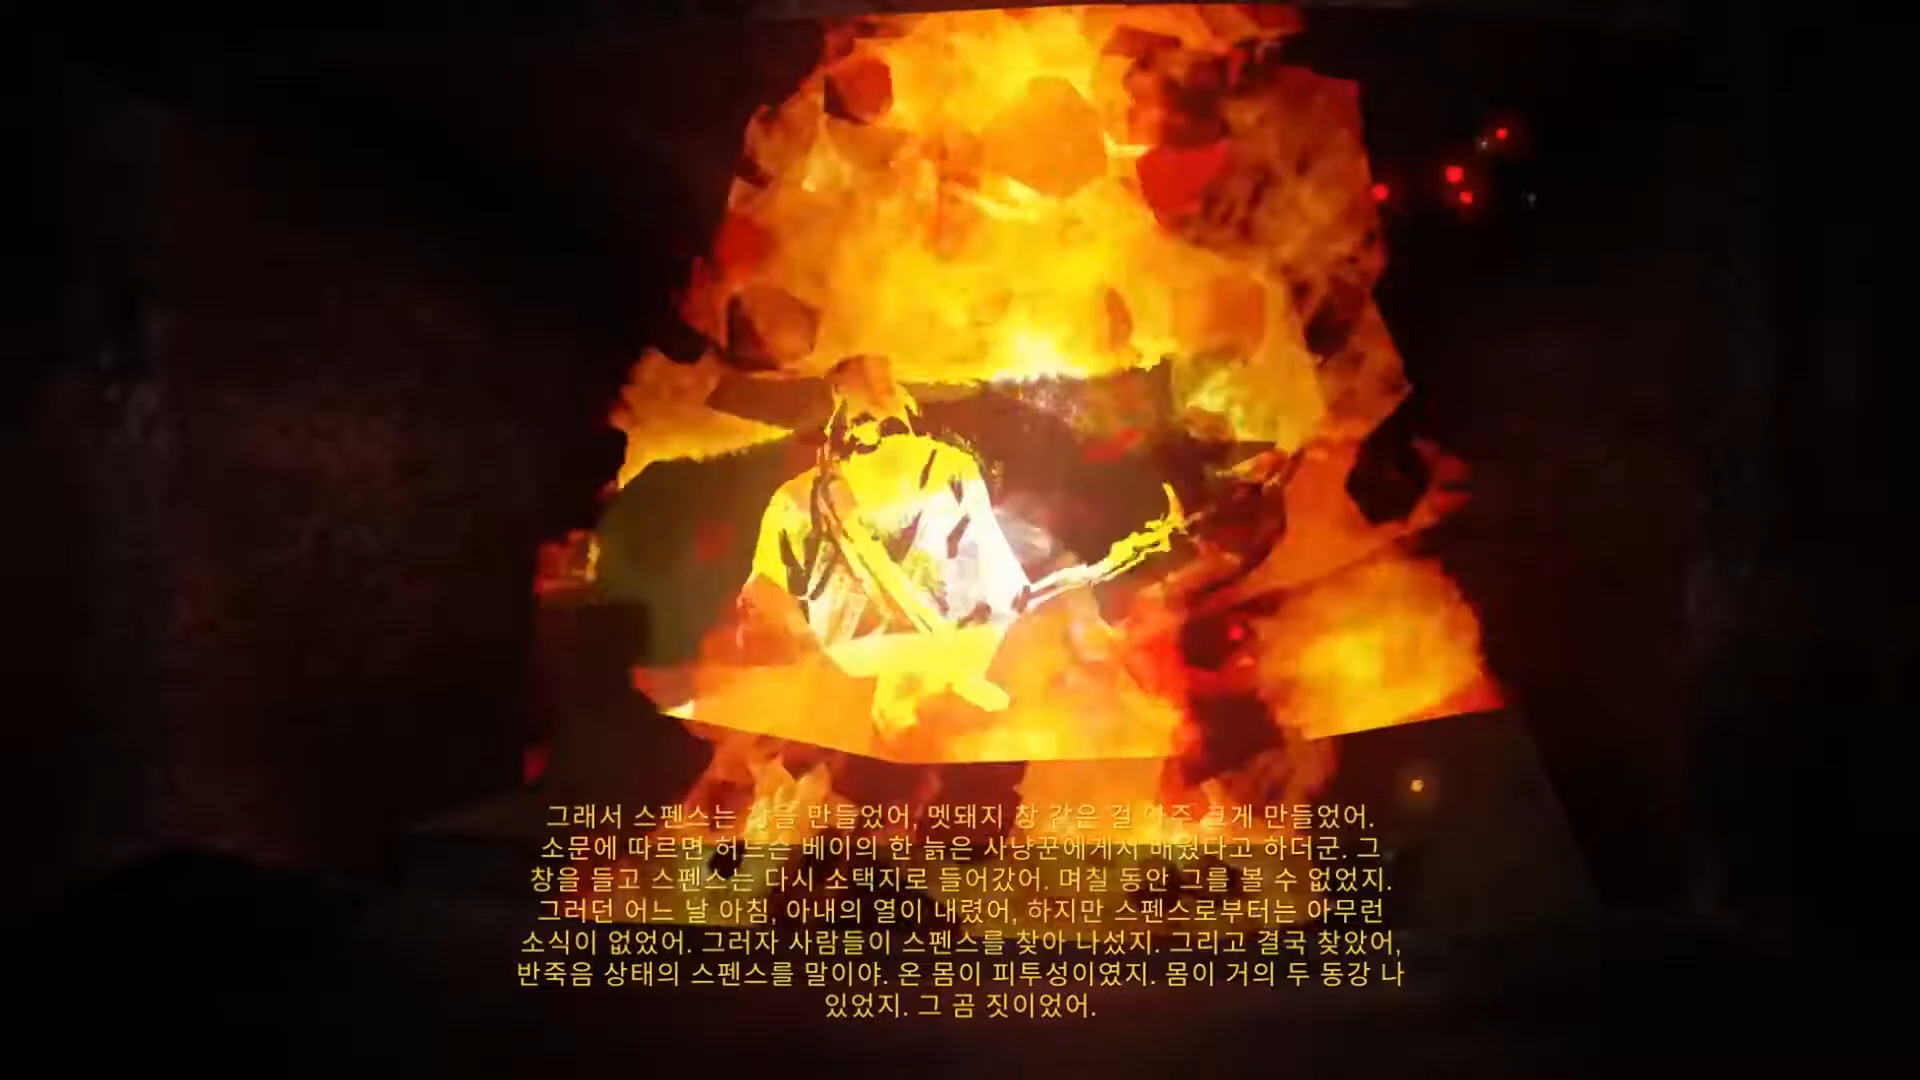 그래서 스펜스는 창을 만들었어, 멧돼지 창 같은 걸 아주 크게 만들었어.
소문에 따르면 허드슨 베이의 한 늙은 사냥꾼에게서 배웠다고 하더군. 그
창을 들고 스펜스는 다시 소택지로 들어갔어. 며칠 동안 그를 볼 수 없었지.
그러던 어느 날 아침, 아내의 열이 내렸어, 하지만 스펜스로부터는 아무런
소식이 없었어. 그러자 사람들이 스펜스를 찾아 나섰지. 그리고 결국 찾았어,
반죽음 상태의 스펜스를 말이야. 온 몸이 피투성이였지. 몸이 거의 두 동강 나
있었지. 그 곰 짓이었어.